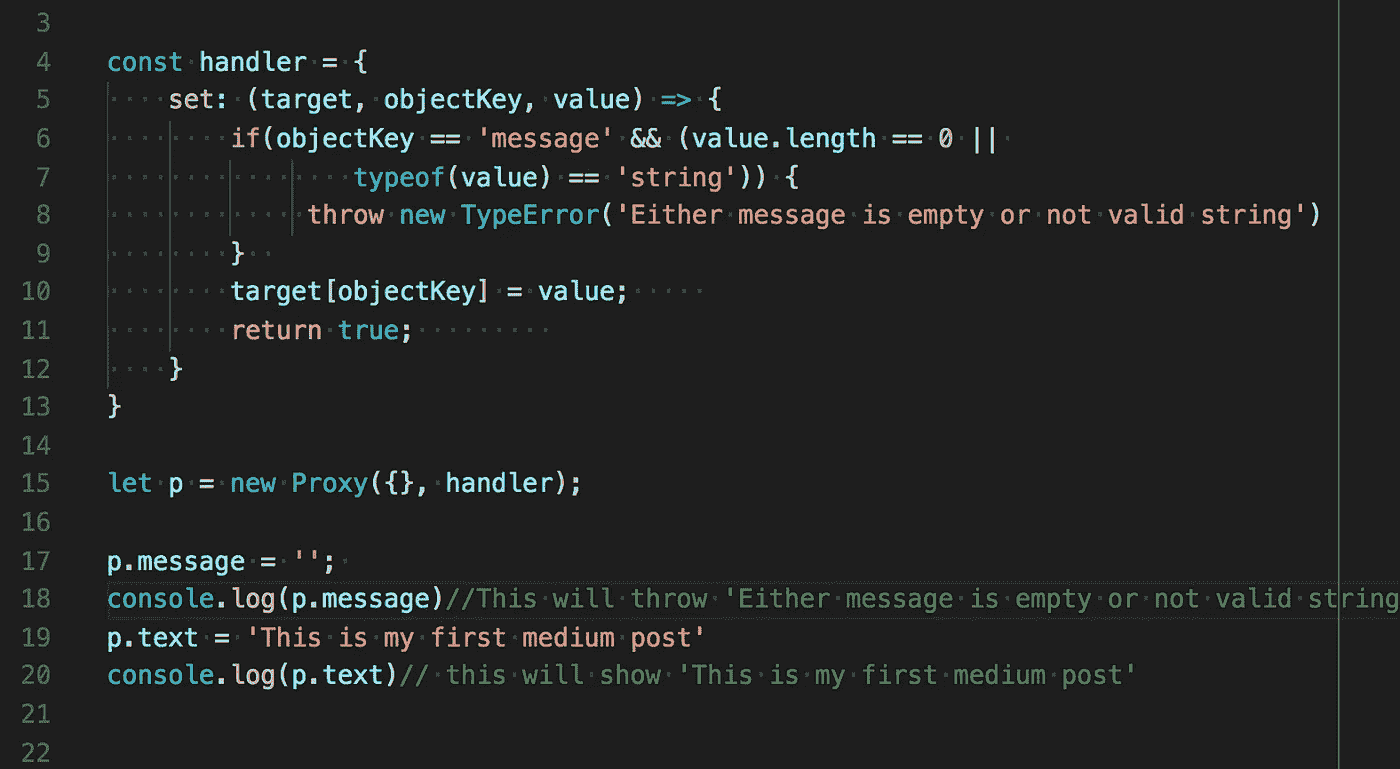 3
4 const handler = {
5 set: (target, objectKey, value) => {
6 if(objectKey == 'message' && (value.length == 0 ||
7 typeof(value) == 'string')) {
8 throw new TypeError('Either message is empty or not valid string')
9 }
10 target[objectKey] = value;
11 return true;
12 }
13 }
14
15 let p = new Proxy({}, handler);
16
17 p.message = '';
18 console.log(p.message)//This will throw 'Either message is empty or not valid string
19 p.text = 'This is my first medium post'
20 console.log(p.text)// this will show 'This is my first medium post'
21
22